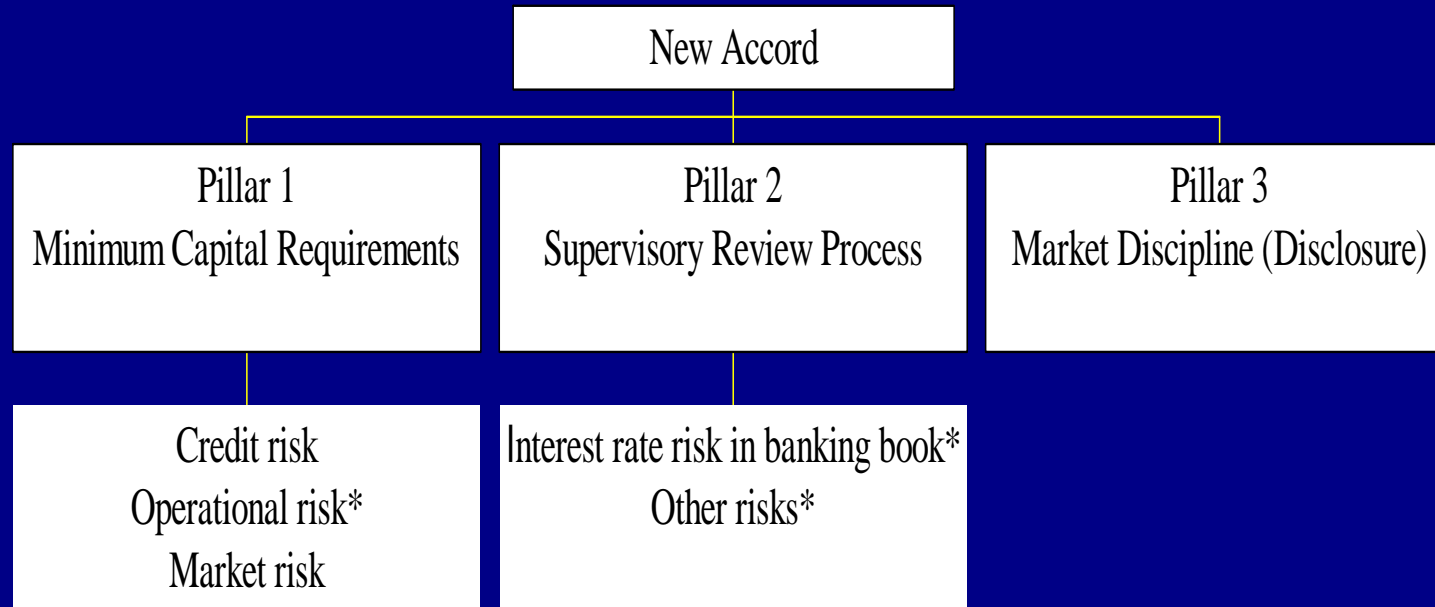 New Accord
Pillar 1
Minimum Capital Requirements
Pillar 2
Supervisory Review Process
Pillar 3
Market Discipline (Disclosure)
Credit risk
Operational risk*
Market risk
Interest rate risk in banking book*
Other risks*